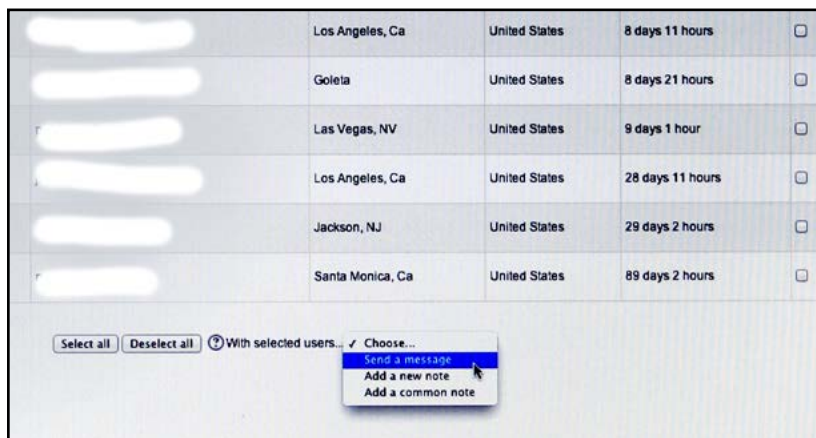 Los Angeles, Ca United States 8 days 11 hours
Goleta United States 8 days 21 hours
Las Vegas, NV United States 9 days 1 hour
Los Angeles, Ca United States 28 days 11 hours
Jackson, NJ United States 29 days 2 hours
Santa Monica, Ca United States 89 days 2 hours
Select all Deselect all ? With selected users... ✓ Choose...
Send a message
Add a new note
Add a common note